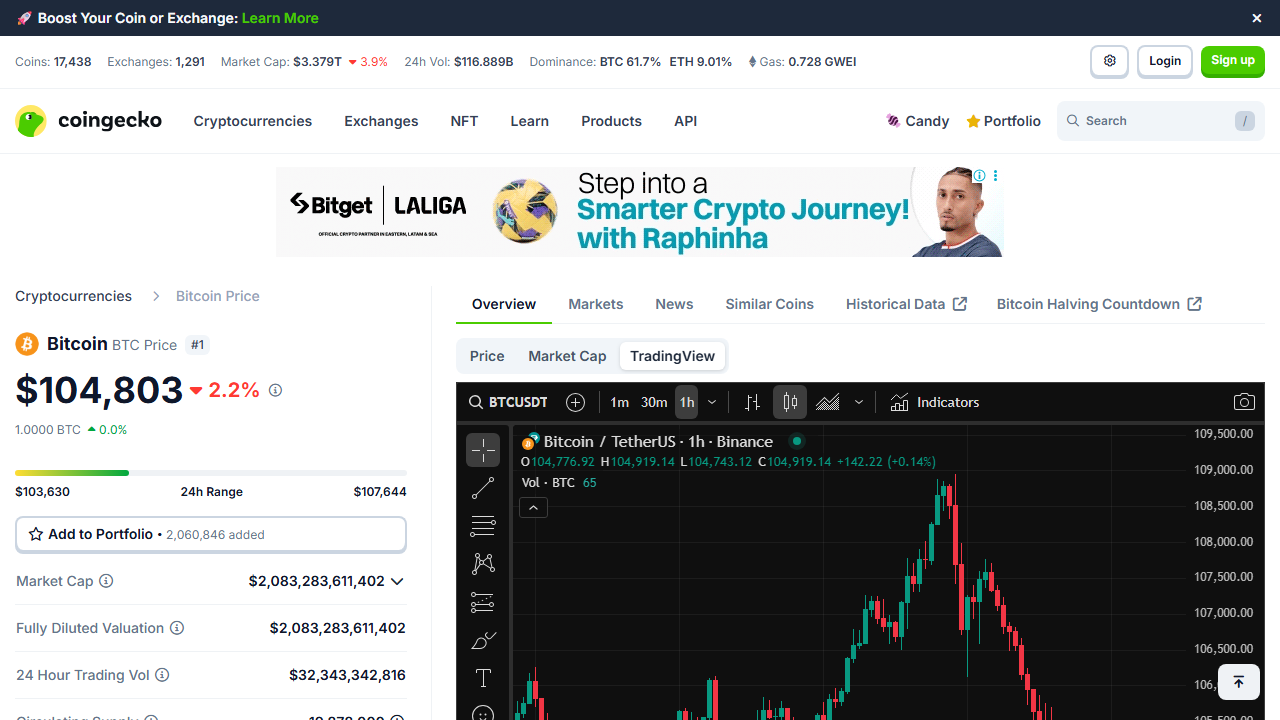 🚀 Boost Your Coin or Exchange: Learn More
Coins: 17,438 Exchanges: 1,291 Market Cap: $3.379T 3.9% 24h Vol: $116.889B Dominance: BTC 61.7% ETH 9.01% Gas: 0.728 GWEI
Login
Sign up
coingecko
Cryptocurrencies Exchanges NFT Learn Products API
Candy Portfolio
Search /
Bitget | LALIGA
OFFICIAL CRYPTO PARTNER IN EASTERN, LATAM & SEA
Step into a
Smarter Crypto Journey!
with Raphinha
Cryptocurrencies Bitcoin Price
Bitcoin BTC Price #1
$104,803 2.2%
1.0000 BTC 0.0%
$103,630 24h Range $107,644
Add to Portfolio • 2,060,846 added
Market Cap $2,083,283,611,402
Fully Diluted Valuation $2,083,283,611,402
24 Hour Trading Vol $32,343,342,816
Overview Markets News Similar Coins Historical Data Bitcoin Halving Countdown
Price Market Cap TradingView
BTCUSDT 1m 30m 1h Indicators
Bitcoin / TetherUS · 1h · Binance
O104,776.92 H104,919.14 L104,743.12 C104,919.14 +142.22 (+0.14%)
Vol · BTC 65
109,500.00
109,000.00
108,500.00
108,000.00
107,500.00
107,000.00
106,500.00